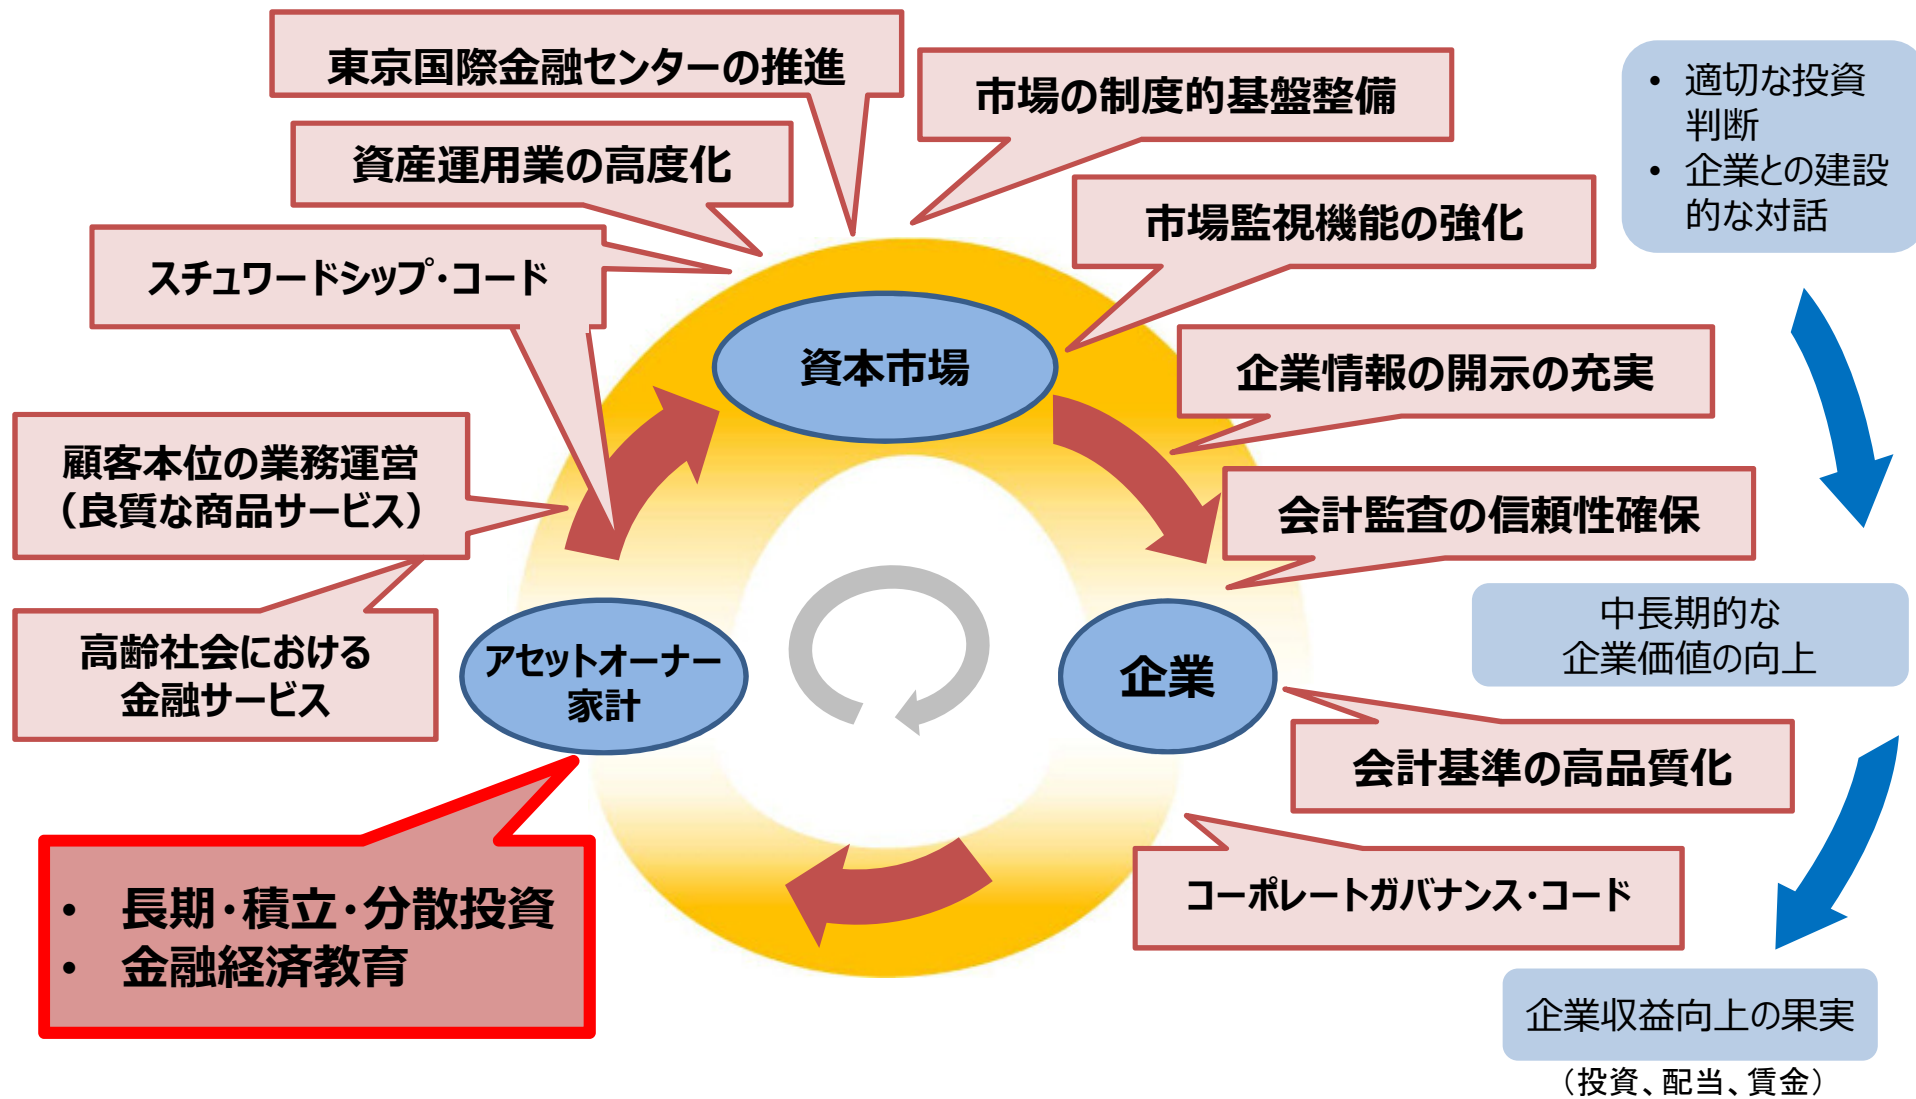 東京国際金融センターの推進
市場の制度的基盤整備
資産運用業の高度化
市場監視機能の強化
スチュワードシップ・コード
資本市場
企業情報の開示の充実
顧客本位の業務運営
（良質な商品サービス）
会計監査の信頼性確保
高齢社会における
金融サービス
アセットオーナー
家計
企業
会計基準の高品質化
コーポレートガバナンス・コード
• 長期・積立・分散投資
• 金融経済教育
• 適切な投資
判断
• 企業との建設
的な対話
中長期的な
企業価値の向上
企業収益向上の果実
（投資、配当、賃金）